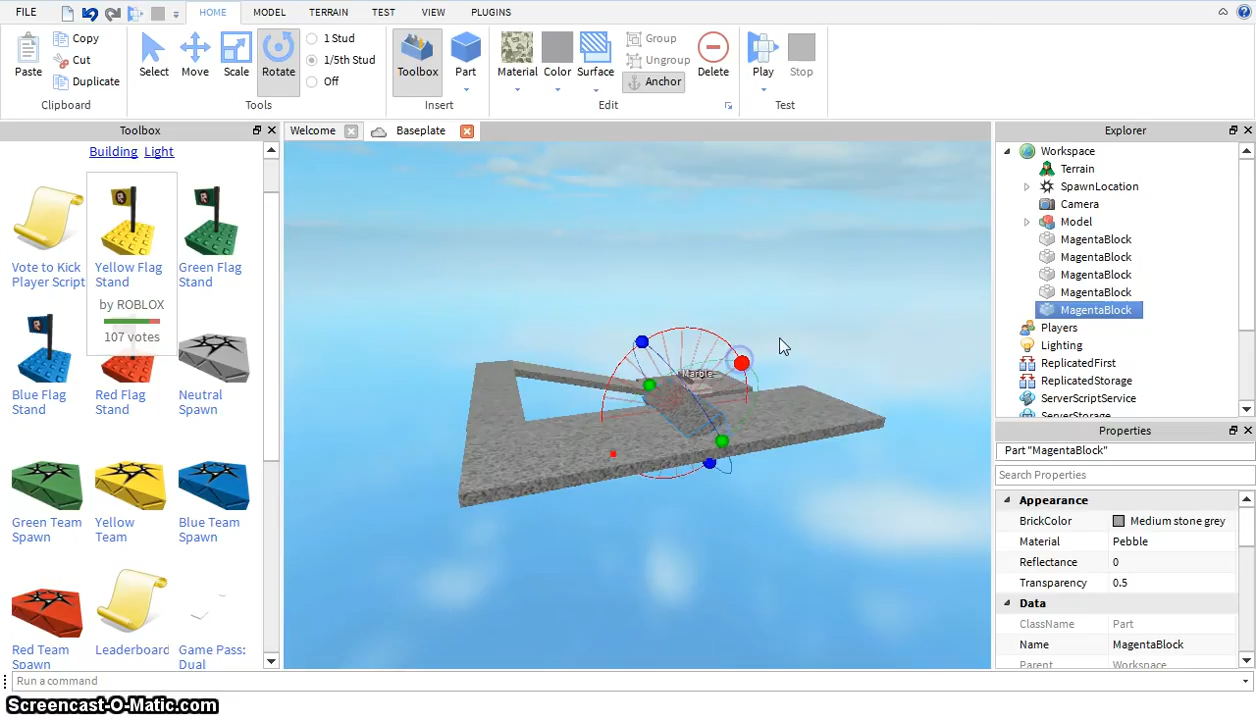 FILE
HOME
MODEL
TERRAIN
TEST
VIEW
PLUGINS
Paste
Copy
Cut
Duplicate
Clipboard
Select
Move
Scale
Rotate
1 Stud
1/5th Stud
Off
Tools
Toolbox
Part
Insert
Material
Color
Surface
Group
Ungroup
Anchor
Delete
Edit
Play
Stop
Test
Toolbox
Building Light
Vote to Kick
Player Script
Yellow Flag
Stand
Green Flag
Stand
by ROBLOX
107 votes
Blue Flag
Stand
Red Flag
Stand
Neutral
Spawn
Green Team
Spawn
Yellow
Team
Blue Team
Spawn
Red Team
Spawn
Leaderboard
Game Pass:
Dual
Welcome
Baseplate
Marble
Explorer
Workspace
Terrain
SpawnLocation
Camera
Model
MagentaBlock
MagentaBlock
MagentaBlock
MagentaBlock
MagentaBlock
Players
Lighting
ReplicatedFirst
ReplicatedStorage
ServerScriptService
ServerStorage
Properties
Part "MagentaBlock"
Search Properties
Appearance
BrickColor Medium stone grey
Material Pebble
Reflectance 0
Transparency 0.5
Data
ClassName Part
Name MagentaBlock
Parent Workspace
Run a command
Screencast-O-Matic.com